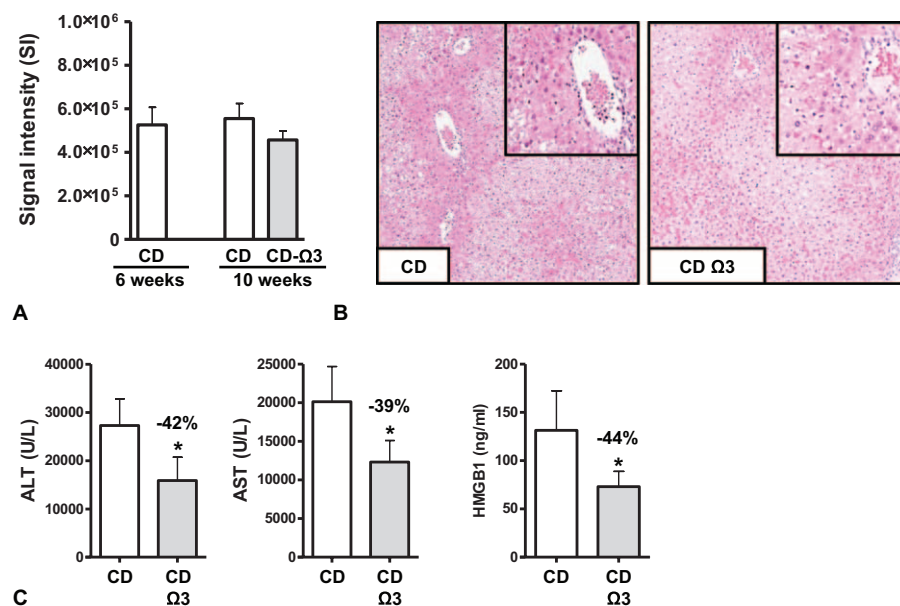 Signal intensity (SI)
1.0×10⁶
8.0×10⁵
6.0×10⁵
4.0×10⁵
2.0×10⁵
0
CD
CD CD-Ω3
6 weeks
10 weeks
A
CD
CD Ω3
B
ALT (U/L)
40000
30000
20000
10000
0
-42%
*
CD
CD
Ω3
AST (U/L)
25000
20000
15000
10000
5000
0
-39%
*
CD
CD
Ω3
HMGB1 (ng/ml)
200
150
100
50
0
-44%
*
CD
CD
Ω3
C